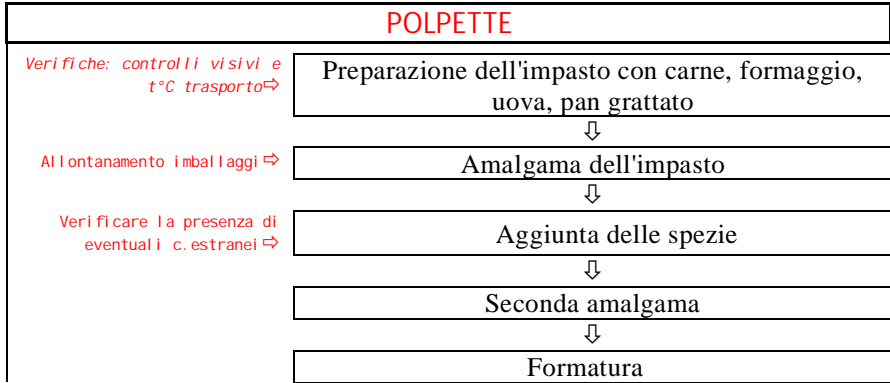 POLPETTE
Verifiche: controlli visivi e
t°C trasporto⇨
Preparazione dell'impasto con carne, formaggio,
uova, pan grattato
⇩
Allontanamento imballaggi⇨
Amalgama dell'impasto
⇩
Verificare la presenza di
eventuali c.estranei⇨
Aggiunta delle spezie
⇩
Seconda amalgama
⇩
Formatura